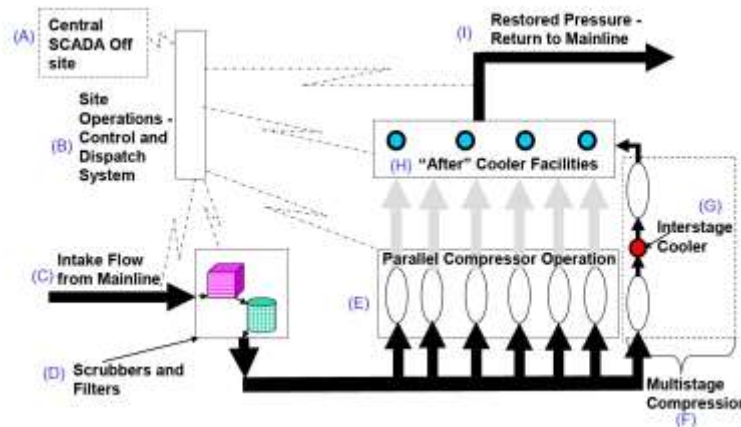 (A)
Central
SCADA Off
site
(B)
Site
Operations -
Control and
Dispatch
System
(I)
Restored Pressure -
Return to Mainline
(H) "After" Cooler Facilities
(G)
Interstage
Cooler
(C)
Intake Flow
from Mainline
Parallel Compressor Operation
(E)
(D)
Scrubbers and
Filters
Multistage
Compression
(F)